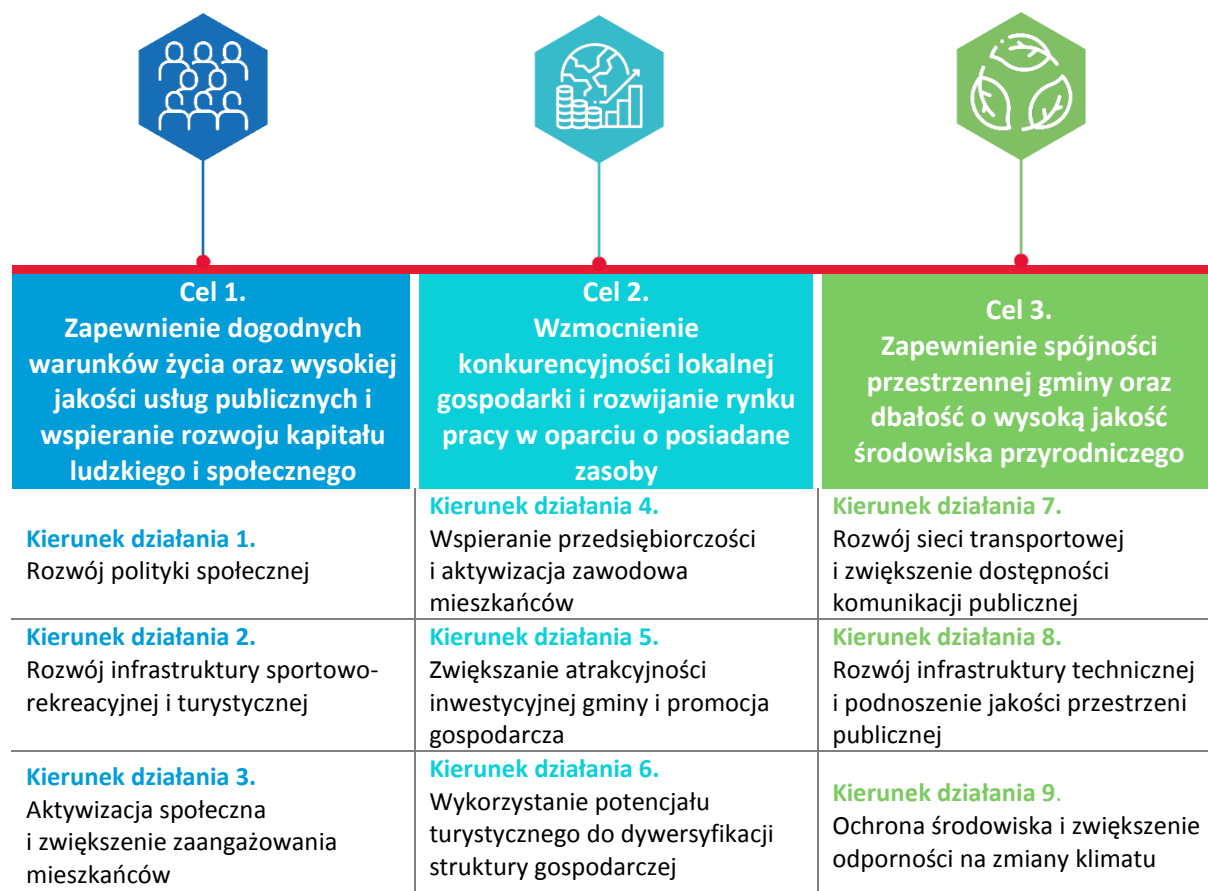 Cel 1.
Zapewnienie dogodnych
warunków życia oraz wysokiej
jakości usług publicznych i
wspieranie rozwoju kapitału
ludzkiego i społecznego
Cel 2.
Wzmocnienie
konkurencyjności lokalnej
gospodarki i rozwijanie rynku
pracy w oparciu o posiadane
zasoby
Cel 3.
Zapewnienie spójności
przestrzennej gminy oraz
dbałość o wysoką jakość
środowiska przyrodniczego
Kierunek działania 1.
Rozwój polityki społecznej
Kierunek działania 4.
Wspieranie przedsiębiorczości
i aktywizacja zawodowa
mieszkańców
Kierunek działania 7.
Rozwój sieci transportowej
i zwiększenie dostępności
komunikacji publicznej
Kierunek działania 2.
Rozwój infrastruktury sportowo-
rekreacyjnej i turystycznej
Kierunek działania 5.
Zwiększanie atrakcyjności
inwestycyjnej gminy i promocja
gospodarcza
Kierunek działania 8.
Rozwój infrastruktury technicznej
i podnoszenie jakości przestrzeni
publicznej
Kierunek działania 3.
Aktywizacja społeczna
i zwiększenie zaangażowania
mieszkańców
Kierunek działania 6.
Wykorzystanie potencjału
turystycznego do dywersyfikacji
struktury gospodarczej
Kierunek działania 9.
Ochrona środowiska i zwiększenie
odporności na zmiany klimatu